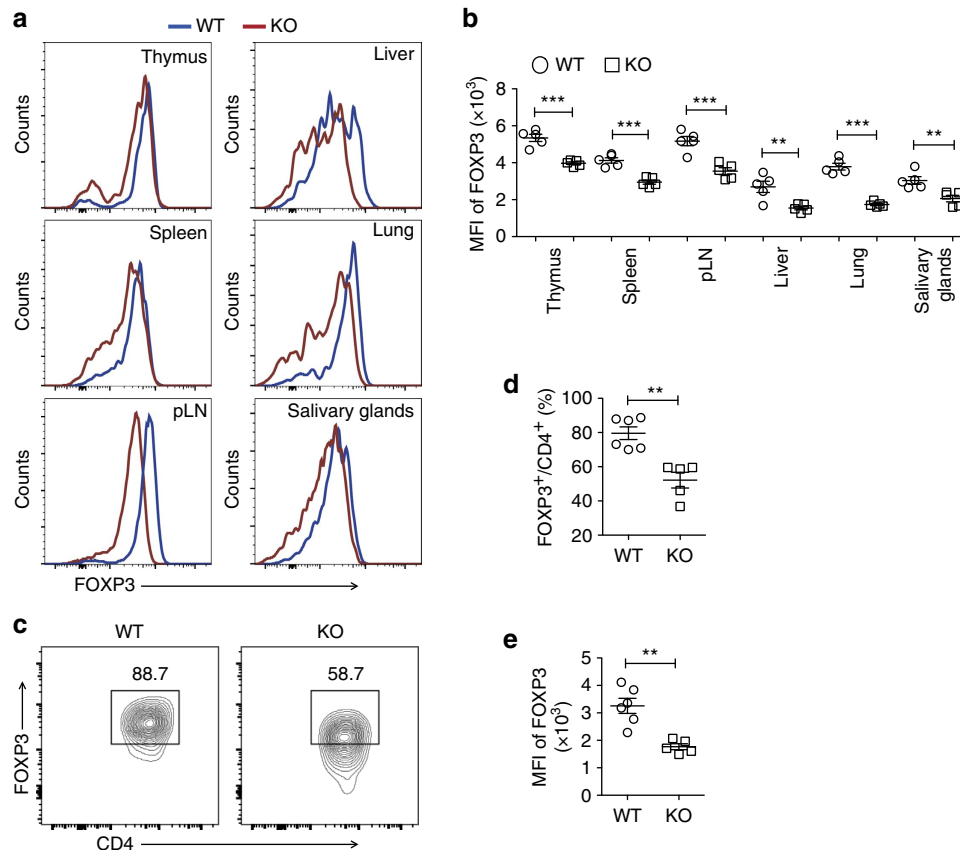 a
WT KO
Thymus
Counts
Liver
Counts
Spleen
Counts
Lung
Counts
pLN
Counts
Salivary glands
Counts
FOXP3
b
WT KO
MFI of FOXP3 (×10³)
8
6
4
2
0
***
***
***
**
***
**
Thymus
Spleen
pLN
Liver
Lung
Salivary
glands
c
WT
KO
88.7
58.7
FOXP3
CD4
d
FOXP3⁺/CD4⁺ (%)
100
80
60
40
20
**
WT KO
e
MFI of FOXP3
(×10³)
5
4
3
2
1
0
**
WT KO